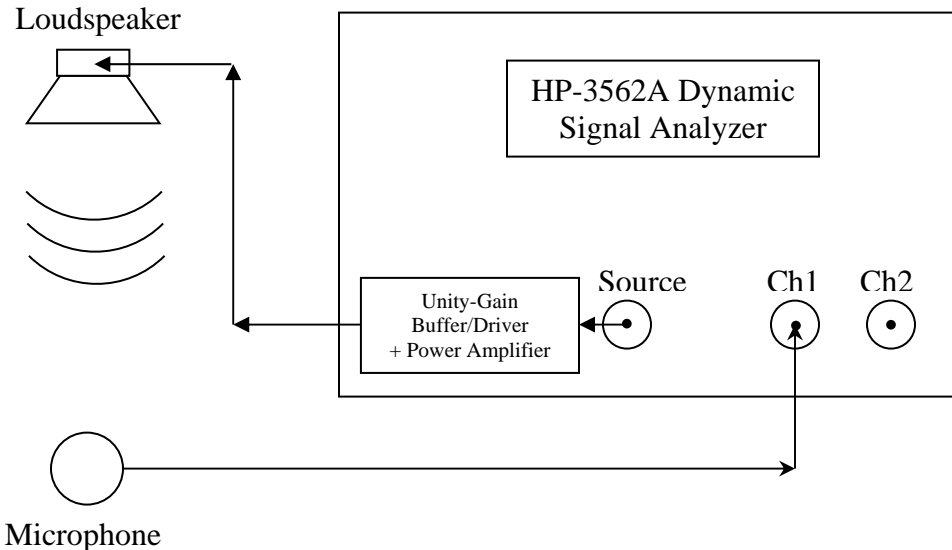 Loudspeaker
HP-3562A Dynamic
Signal Analyzer
Source
Ch1
Ch2
Unity-Gain
Buffer/Driver
+ Power Amplifier
Microphone